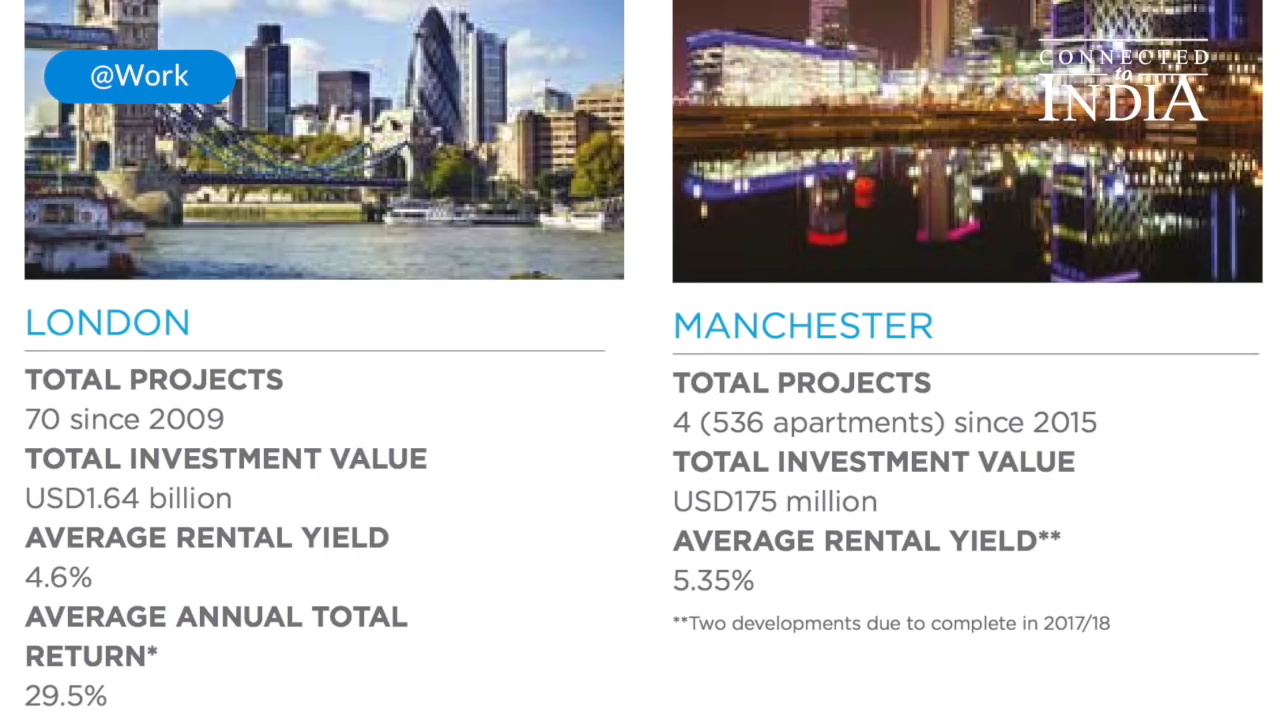 @Work
CONNECTED
to
INDIA
LONDON
TOTAL PROJECTS
70 since 2009
TOTAL INVESTMENT VALUE
USD1.64 billion
AVERAGE RENTAL YIELD
4.6%
AVERAGE ANNUAL TOTAL
RETURN*
29.5%
MANCHESTER
TOTAL PROJECTS
4 (536 apartments) since 2015
TOTAL INVESTMENT VALUE
USD175 million
AVERAGE RENTAL YIELD**
5.35%
**Two developments due to complete in 2017/18